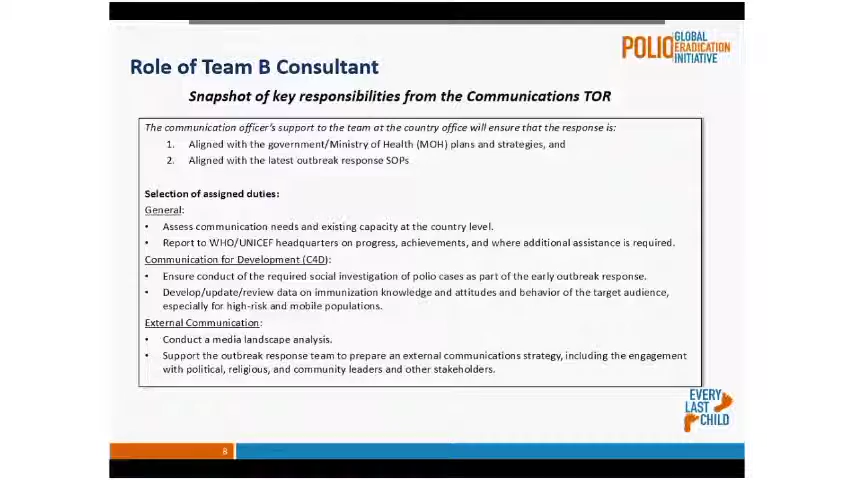 POLIO GLOBAL
ERADICATION
INITIATIVE
Role of Team B Consultant
Snapshot of key responsibilities from the Communications TOR
The communication officer's support to the team at the country office will ensure that the response is:
1. Aligned with the government/Ministry of Health (MOH) plans and strategies, and
2. Aligned with the latest outbreak response SOPs
Selection of assigned duties:
General:
• Assess communication needs and existing capacity at the country level.
• Report to WHO/UNICEF headquarters on progress, achievements, and where additional assistance is required.
Communication for Development (C4D):
• Ensure conduct of the required social investigation of polio cases as part of the early outbreak response.
• Develop/update/review data on immunization knowledge and attitudes and behavior of the target audience,
especially for high-risk and mobile populations.
External Communication:
• Conduct a media landscape analysis.
• Support the outbreak response team to prepare an external communications strategy, including the engagement
with political, religious, and community leaders and other stakeholders.
EVERY
LAST
CHILD
8